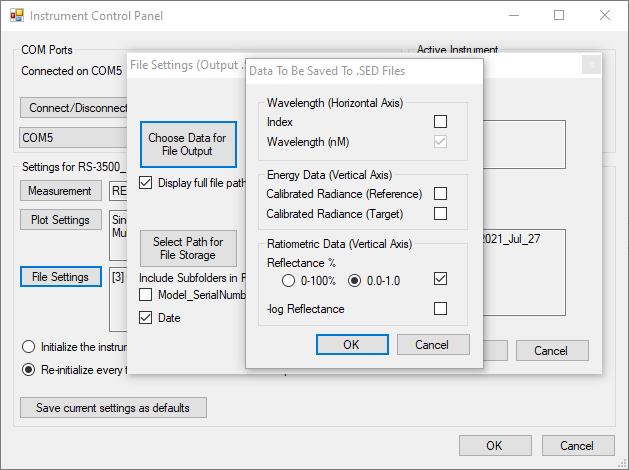 Instrument Control Panel
COM Ports
Connected on COM5
Connect/Disconnect
COM5
Active Instrument
Settings for RS-3500_
Measurement
RE
Plot Settings
Sin
Mul
File Settings
[3]
Initialize the instrum
Re-initialize every t
Save current settings as defaults
OK
Cancel
File Settings (Output .S
Choose Data for
File Output
Display full file path
Select Path for
File Storage
Include Subfolders in F
Model_SerialNumb
Date
2021_Jul_27
Cancel
Data To Be Saved To .SED Files
Wavelength (Horizontal Axis)
Index
Wavelength (nM)
Energy Data (Vertical Axis)
Calibrated Radiance (Reference)
Calibrated Radiance (Target)
Ratiometric Data (Vertical Axis)
Reflectance %
0-100%
0.0-1.0
-log Reflectance
OK
Cancel